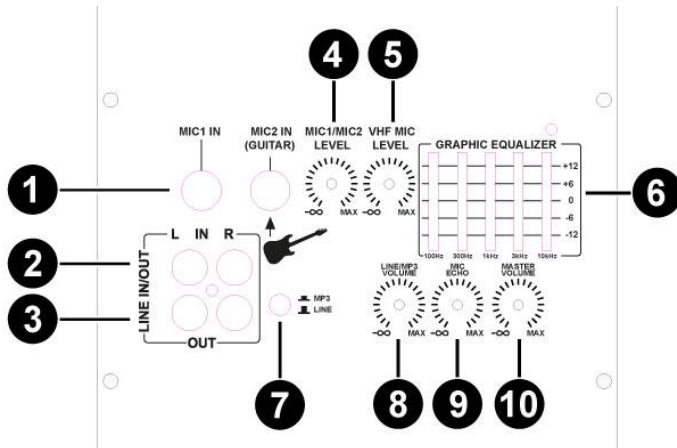 4
5
MIC1 IN
MIC2 IN
(GUITAR)
MIC1/MIC2
LEVEL
VHF MIC
LEVEL
GRAPHIC EQUALIZER
+12
+6
0
-6
-12
100Hz 300Hz 1kHz 3kHz 10kHz
-∞ MAX
-∞ MAX
1
6
L IN R
LINE IN/OUT
OUT
2
3
MP3
LINE
LINE/MP3
VOLUME
MIC
ECHO
MASTER
VOLUME
-∞ MAX
-∞ MAX
-∞ MAX
7
8
9
10